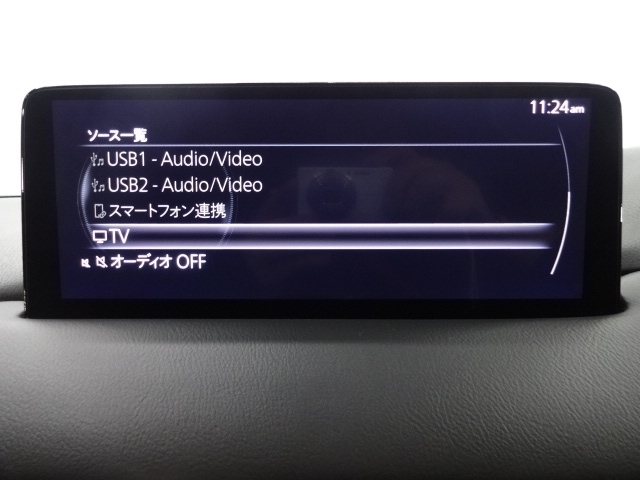 11:24am
ソース一覧
USB1 - Audio/Video
USB2 - Audio/Video
スマートフォン連携
TV
オーディオ OFF